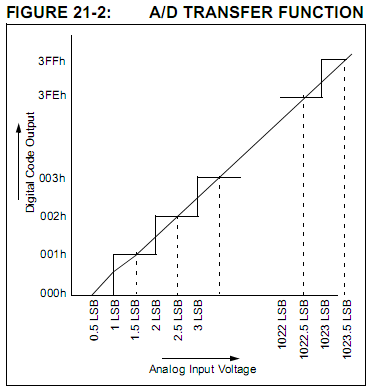 FIGURE 21-2: A/D TRANSFER FUNCTION
3FFh
3FEh
Digital Code Output
003h
002h
001h
000h
0.5 LSB
1 LSB
1.5 LSB
2 LSB
2.5 LSB
3 LSB
1022 LSB
1022.5 LSB
1023 LSB
1023.5 LSB
Analog Input Voltage